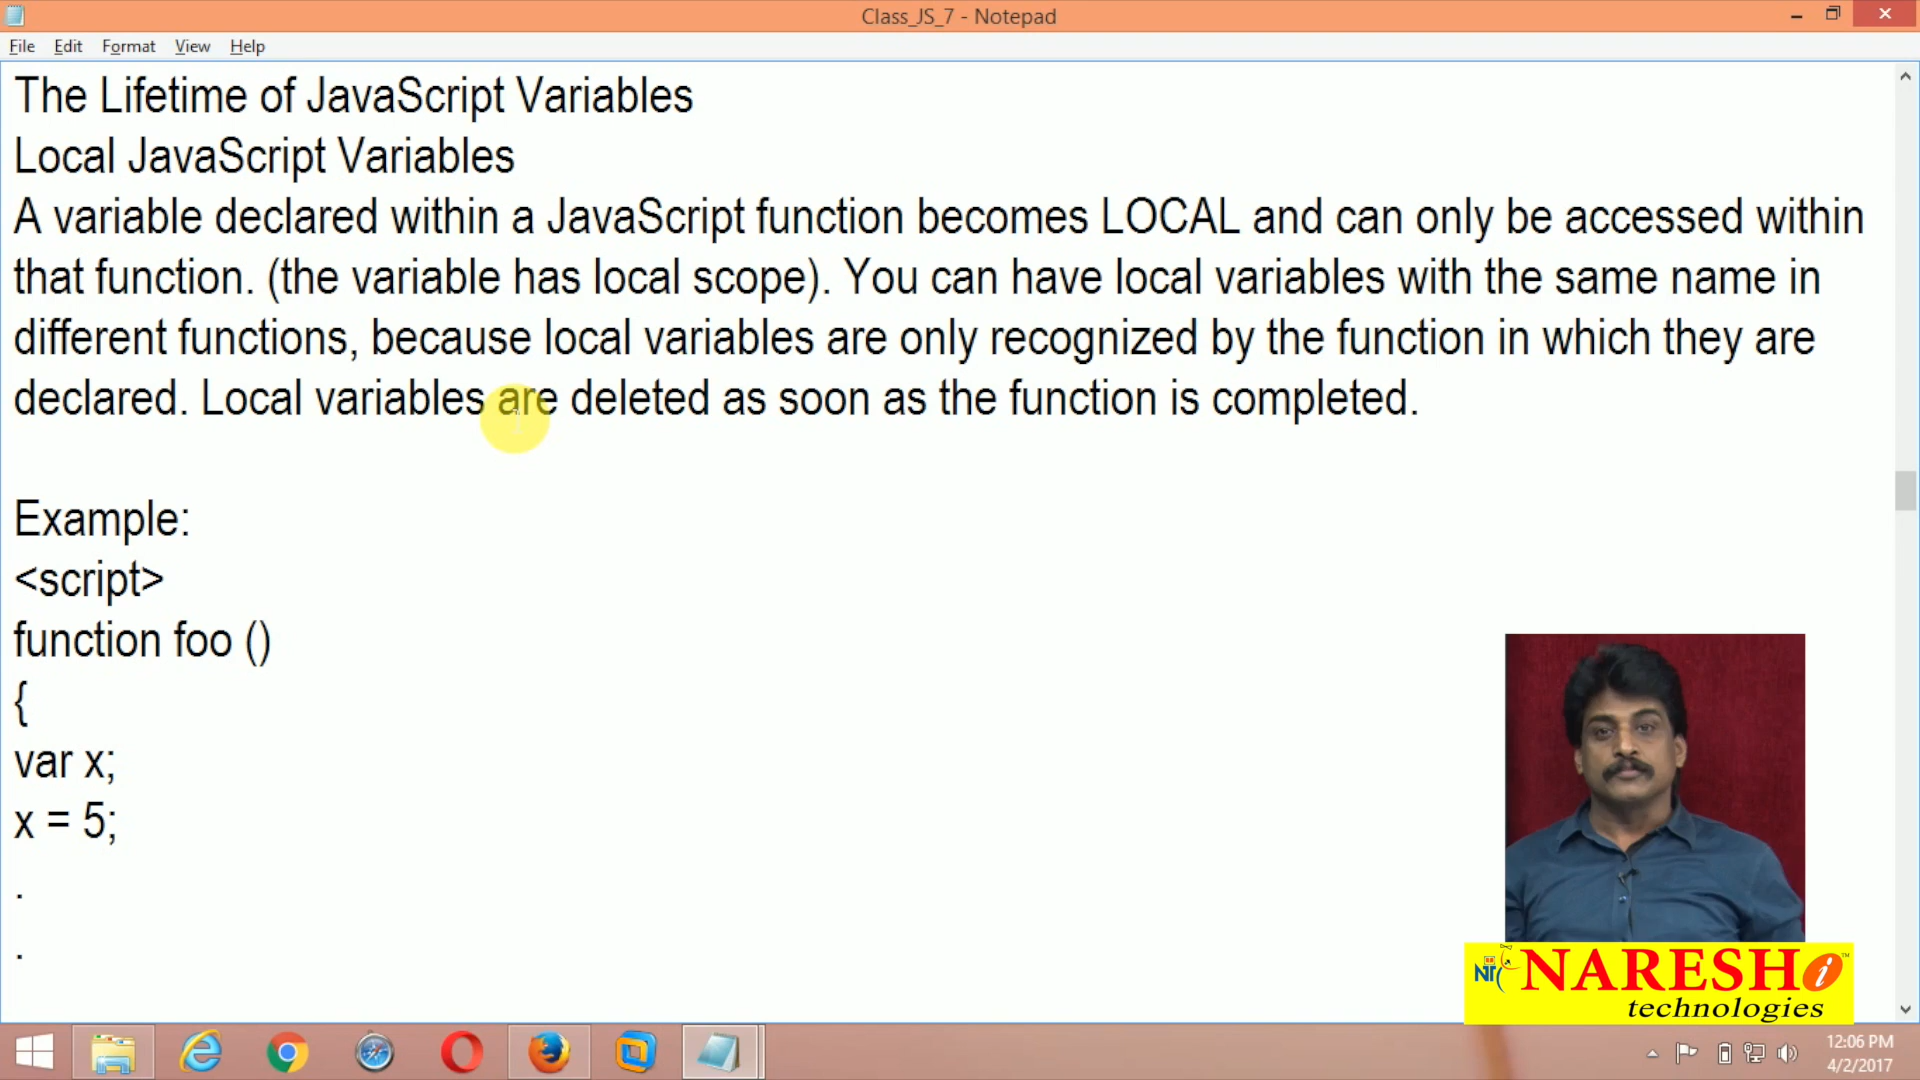 Class_JS_7 - Notepad
File Edit Format View Help
The Lifetime of JavaScript Variables
Local JavaScript Variables
A variable declared within a JavaScript function becomes LOCAL and can only be accessed within
that function. (the variable has local scope). You can have local variables with the same name in
different functions, because local variables are only recognized by the function in which they are
declared. Local variables are deleted as soon as the function is completed.
Example:
<script>
function foo ()
{
var x;
x = 5;
.
.
NARESH i
technologies
12:06 PM
4/2/2017